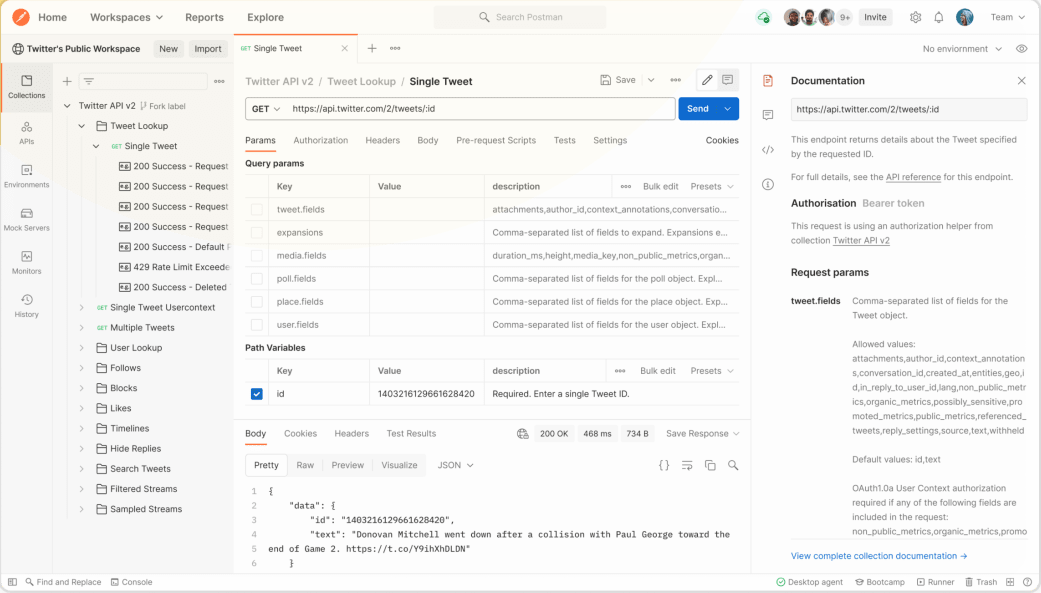 Home
Workspaces
Reports
Explore
Search Postman
9+
Invite
Team
Twitter's Public Workspace
New
Import
GET Single Tweet
No enviornment
Collections
APIs
Environments
Mock Servers
Monitors
History
Twitter API v2
Fork label
Tweet Lookup
GET Single Tweet
200 Success - Request
200 Success - Request
200 Success - Request
200 Success - Request
200 Success - Default
429 Rate Limit Exceede
200 Success - Deleted
GET Single Tweet Usercontext
GET Multiple Tweets
User Lookup
Follows
Blocks
Likes
Timelines
Hide Replies
Search Tweets
Filtered Streams
Sampled Streams
Twitter API v2 / Tweet Lookup / Single Tweet
Save
GET
https://api.twitter.com/2/tweets/:id
Send
Params
Authorization
Headers
Body
Pre-request Scripts
Tests
Settings
Cookies
Query params
Key Value description Bulk edit Presets
tweet.fields attachments,author_id,context_annotations,conversatio...
expansions Comma-separated list of fields to expand. Expansions e...
media.fields duration_ms,height,media_key,non_public_metrics,organ...
poll.fields Comma-separated list of fields for the poll object. Expl...
place.fields Comma-separated list of fields for the place object. Exp...
user.fields Comma-separated list of fields for the user object. Expl...
Path Variables
Key Value description Bulk edit Presets
id 1403216129661628420 Required. Enter a single Tweet ID.
Body
Cookies
Headers
Test Results
200 OK
468 ms
734 B
Save Response
Pretty
Raw
Preview
Visualize
JSON
{}
1 {
2 "data": {
3 "id": "1403216129661628420",
4 "text": "Donovan Mitchell went down after a collision with Paul George toward the
5 end of Game 2. https://t.co/Y9ihXhDLDN"
6 }
Documentation
https://api.twitter.com/2/tweets/:id
This endpoint returns details about the Tweet specified
by the requested ID.
For full details, see the API reference for this endpoint.
Authorisation Bearer token
This request is using an authorization helper from
collection Twitter API v2
Request params
tweet.fields Comma-separated list of fields for the
Tweet object.
Allowed values:
attachments,author_id,context_annotation
s,conversation_id,created_at,entities,geo,i
d,in_reply_to_user_id,lang,non_public_metr
ics,organic_metrics,possibly_sensitive,pro
moted_metrics,public_metrics,referenced_
tweets,reply_settings,source,text,withheld
Default values: id,text
OAuth1.0a User Context authorization
required if any of the following fields are
included in the request:
non_public_metrics,organic_metrics,promo
View complete collection documentation →
Find and Replace
Console
Desktop agent
Bootcamp
Runner
Trash